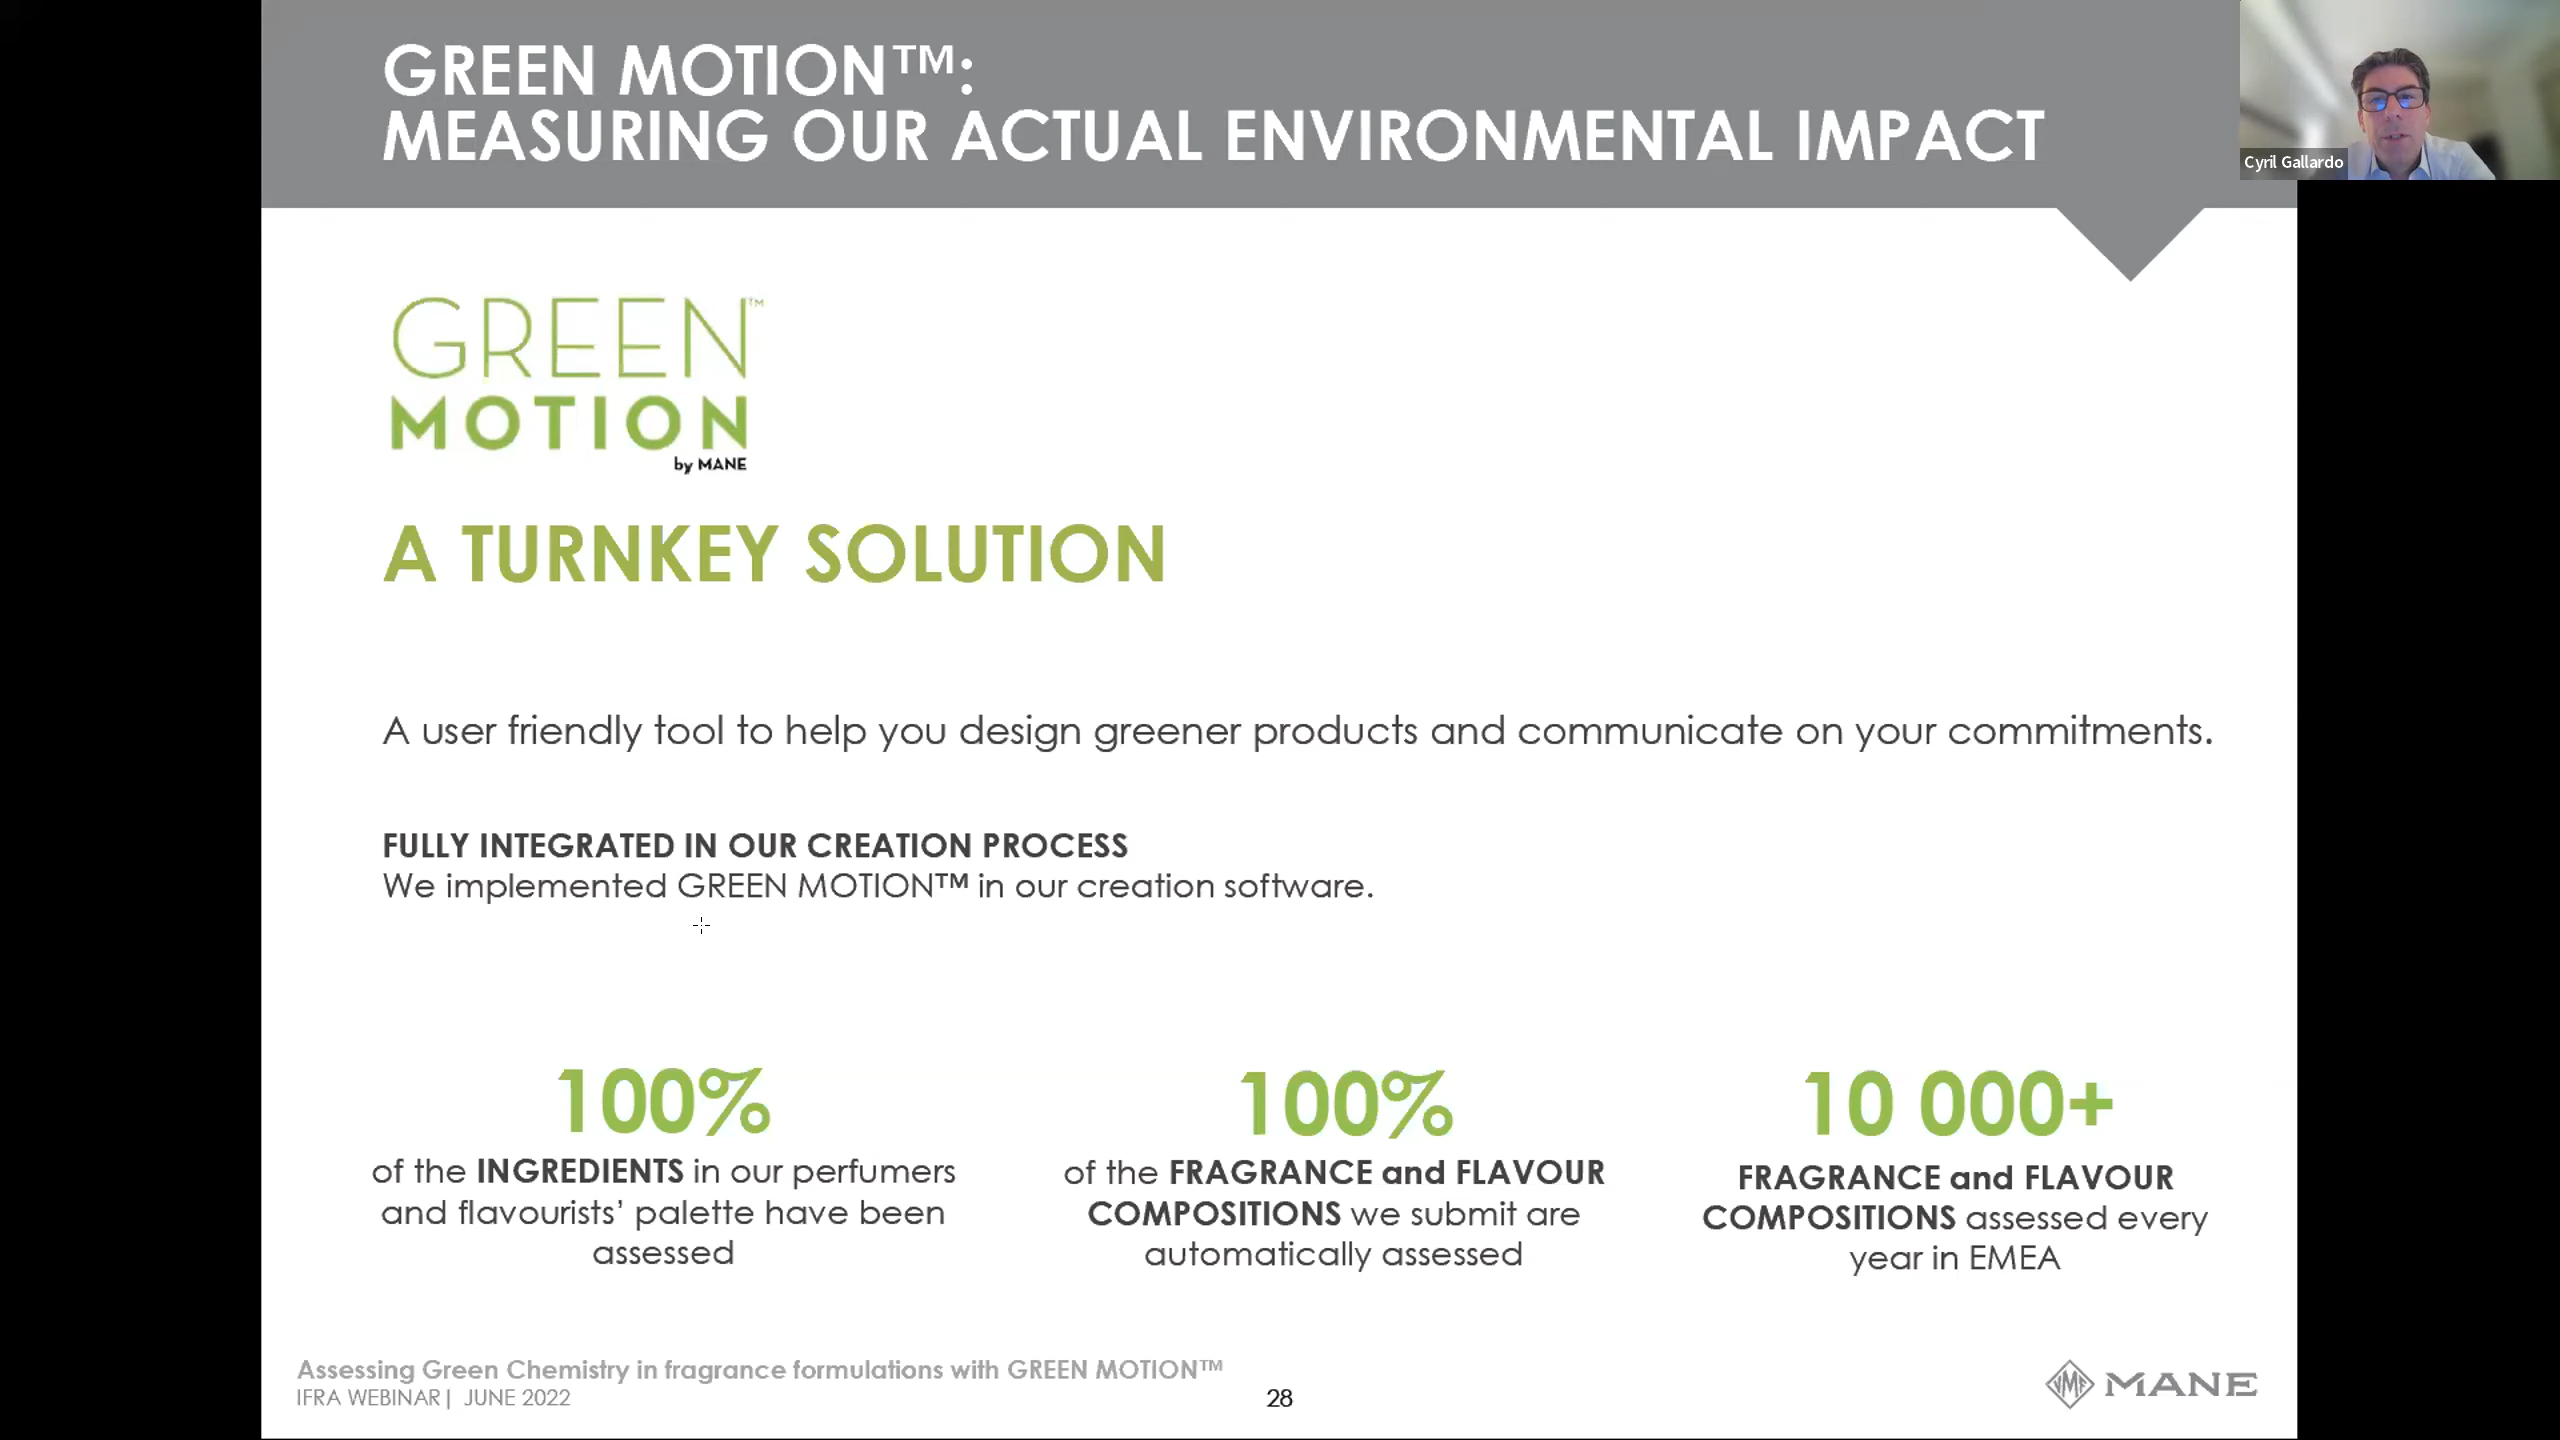 GREEN MOTION™:
MEASURING OUR ACTUAL ENVIRONMENTAL IMPACT
Cyril Gallardo
GREEN™
MOTION
by MANE
A TURNKEY SOLUTION
A user friendly tool to help you design greener products and communicate on your commitments.
FULLY INTEGRATED IN OUR CREATION PROCESS
We implemented GREEN MOTION™ in our creation software.
100%
of the INGREDIENTS in our perfumers
and flavourists’ palette have been
assessed
100%
of the FRAGRANCE and FLAVOUR
COMPOSITIONS we submit are
automatically assessed
10 000+
FRAGRANCE and FLAVOUR
COMPOSITIONS assessed every
year in EMEA
Assessing Green Chemistry in fragrance formulations with GREEN MOTION™
IFRA WEBINAR | JUNE 2022
28
VMF MANE